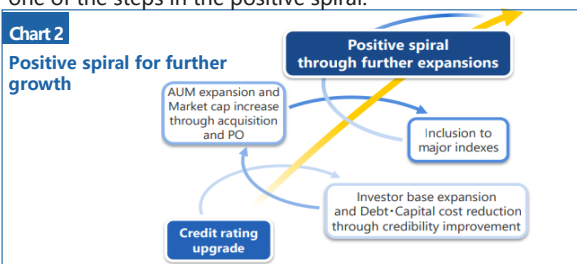 one of the steps in the positive spiral.
Chart 2
Positive spiral for further
growth
Positive spiral
through further expansions
AUM expansion and
Market cap increase
through acquisition
and PO
Inclusion to
major indexes
Investor base expansion
and Debt・Capital cost reduction
through credibility improvement
Credit rating
upgrade